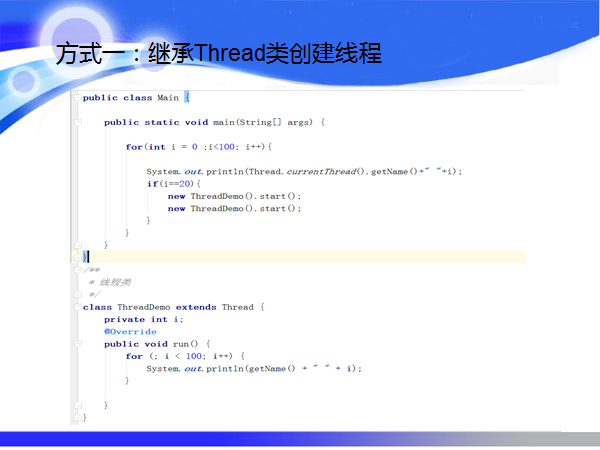 方式一：继承Thread类创建线程
public class Main {
public static void main(String[] args) {
for(int i = 0 ;i<100; i++){
System.out.println(Thread.currentThread().getName()+" "+i);
if(i==20){
new ThreadDemo().start();
new ThreadDemo().start();
}
}
}
}
/**
* 线程类
*/
class ThreadDemo extends Thread {
private int i;
@Override
public void run() {
for (; i < 100; i++) {
System.out.println(getName() + " " + i);
}
}
}